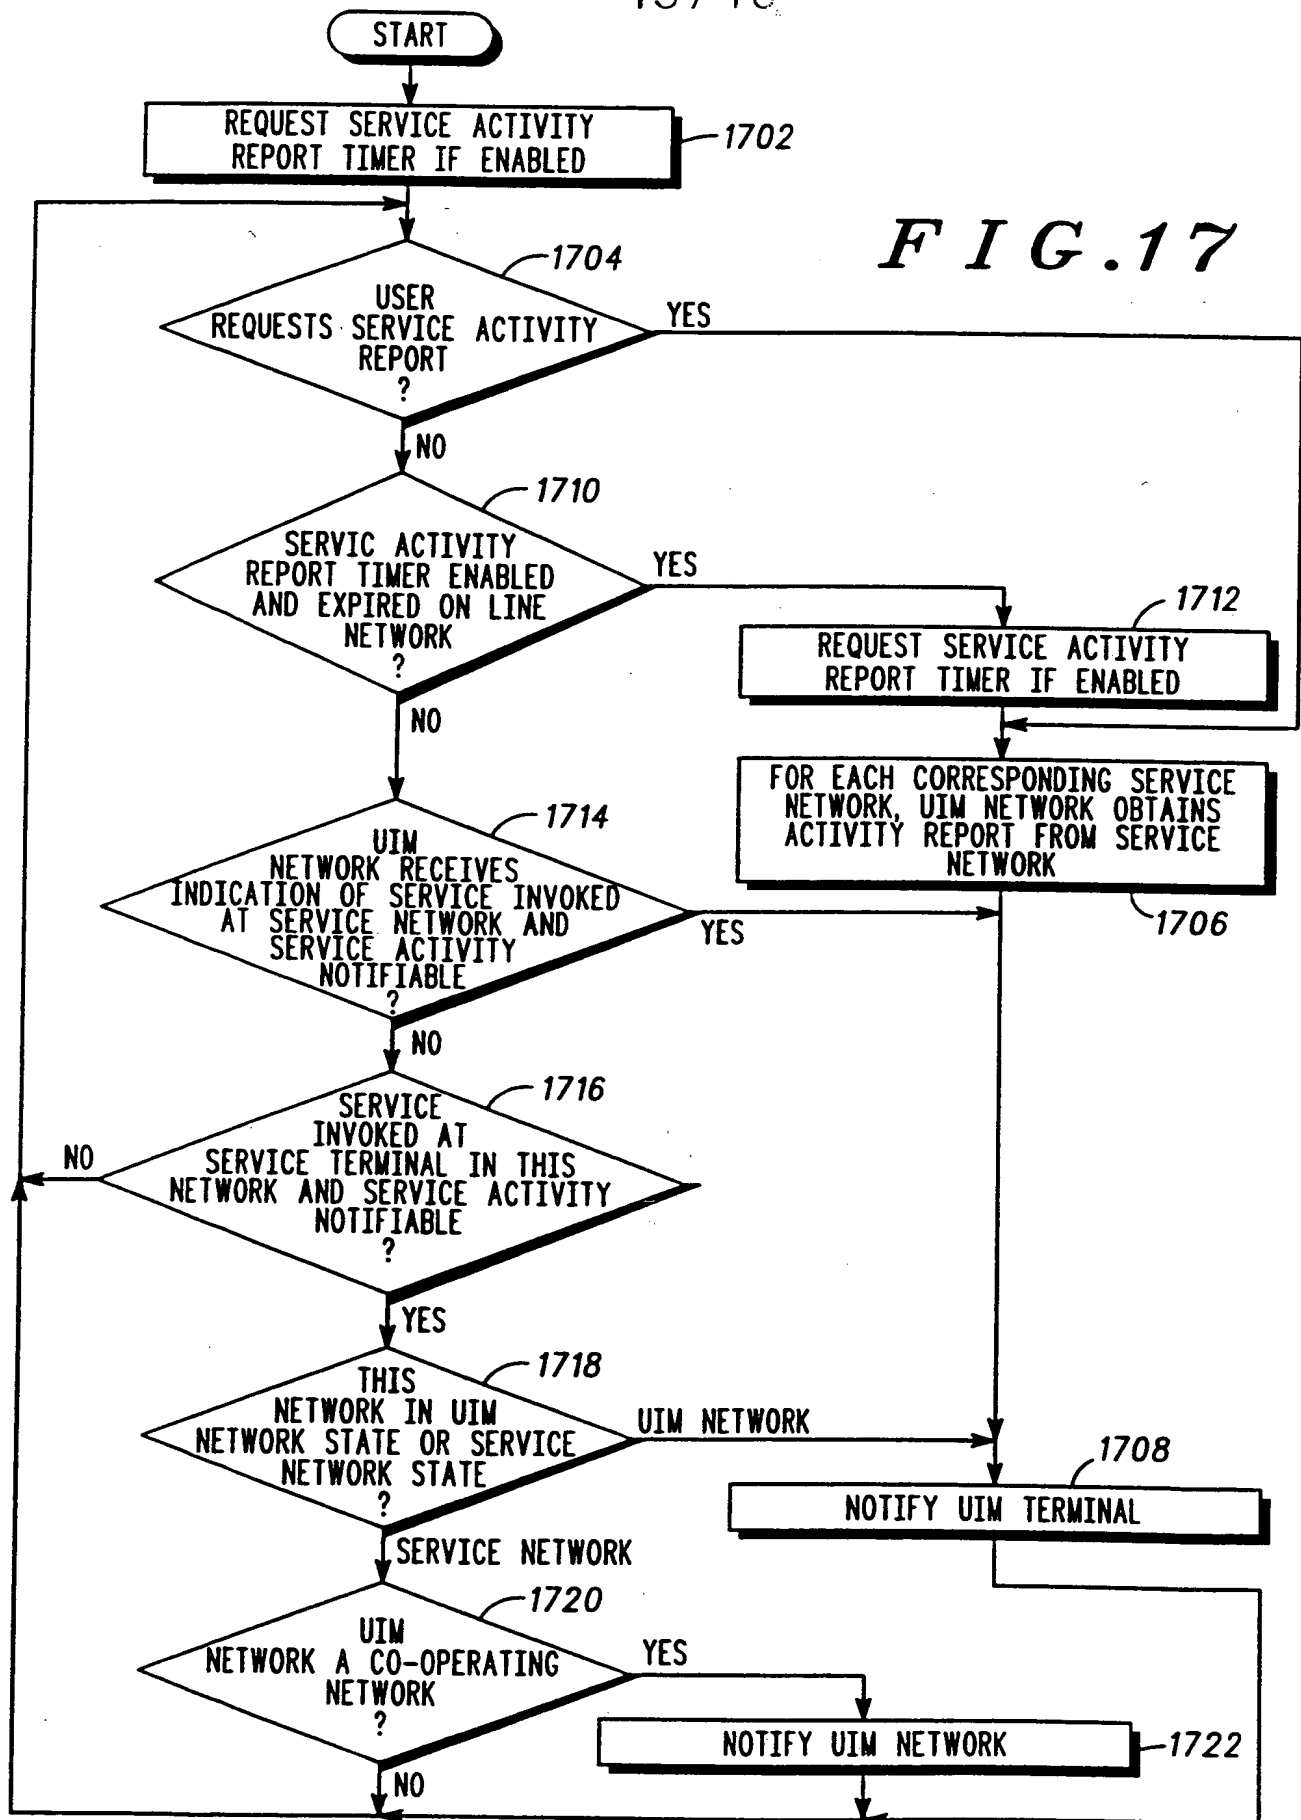 START
REQUEST SERVICE ACTIVITY
REPORT TIMER IF ENABLED
1702
FIG.17
1704
USER
REQUESTS SERVICE ACTIVITY
REPORT
?
YES
NO
1710
SERVIC ACTIVITY
REPORT TIMER ENABLED
AND EXPIRED ON LINE
NETWORK
?
YES
NO
1712
REQUEST SERVICE ACTIVITY
REPORT TIMER IF ENABLED
FOR EACH CORRESPONDING SERVICE
NETWORK, UIM NETWORK OBTAINS
ACTIVITY REPORT FROM SERVICE
NETWORK
1706
1714
UIM
NETWORK RECEIVES
INDICATION OF SERVICE INVOKED
AT SERVICE NETWORK AND
SERVICE ACTIVITY
NOTIFIABLE
?
YES
NO
1716
SERVICE
INVOKED AT
SERVICE TERMINAL IN THIS
NETWORK AND SERVICE ACTIVITY
NOTIFIABLE
?
NO
YES
1718
THIS
NETWORK IN UIM
NETWORK STATE OR SERVICE
NETWORK STATE
?
UIM NETWORK
1708
NOTIFY UIM TERMINAL
SERVICE NETWORK
1720
UIM
NETWORK A CO-OPERATING
NETWORK
?
YES
NOTIFY UIM NETWORK
1722
NO